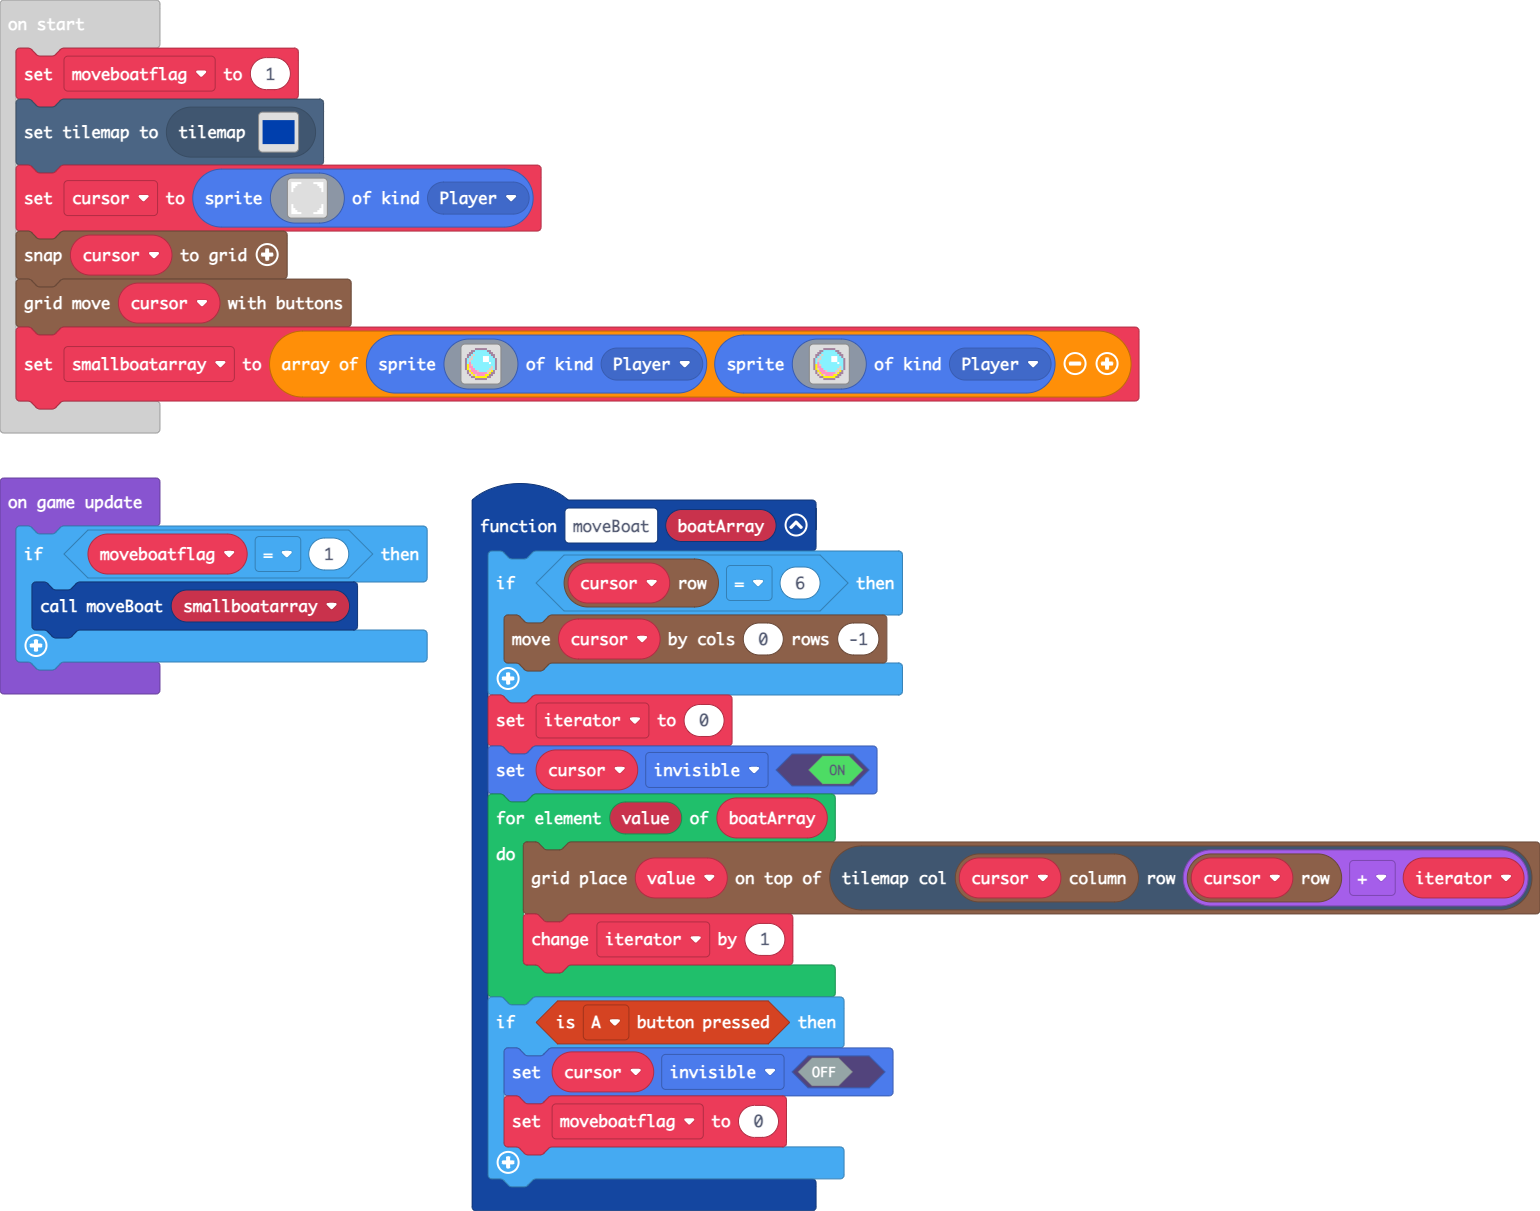 on start
set moveboatflag to 1
set tilemap to tilemap
set cursor to sprite of kind Player
snap cursor to grid
grid move cursor with buttons
set smallboatarray to array of sprite of kind Player sprite of kind Player
on game update
if moveboatflag = 1 then
call moveBoat smallboatarray
function moveBoat boatArray
if cursor row = 6 then
move cursor by cols 0 rows -1
set iterator to 0
set cursor invisible ON
for element value of boatArray
do
grid place value on top of tilemap col cursor column row cursor row + iterator
change iterator by 1
if is A button pressed then
set cursor invisible OFF
set moveboatflag to 0